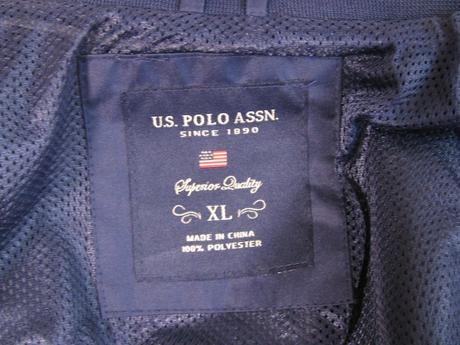 U.S. POLO ASSN.
SINCE 1890
Superior Quality
XL
MADE IN CHINA
100% POLYESTER